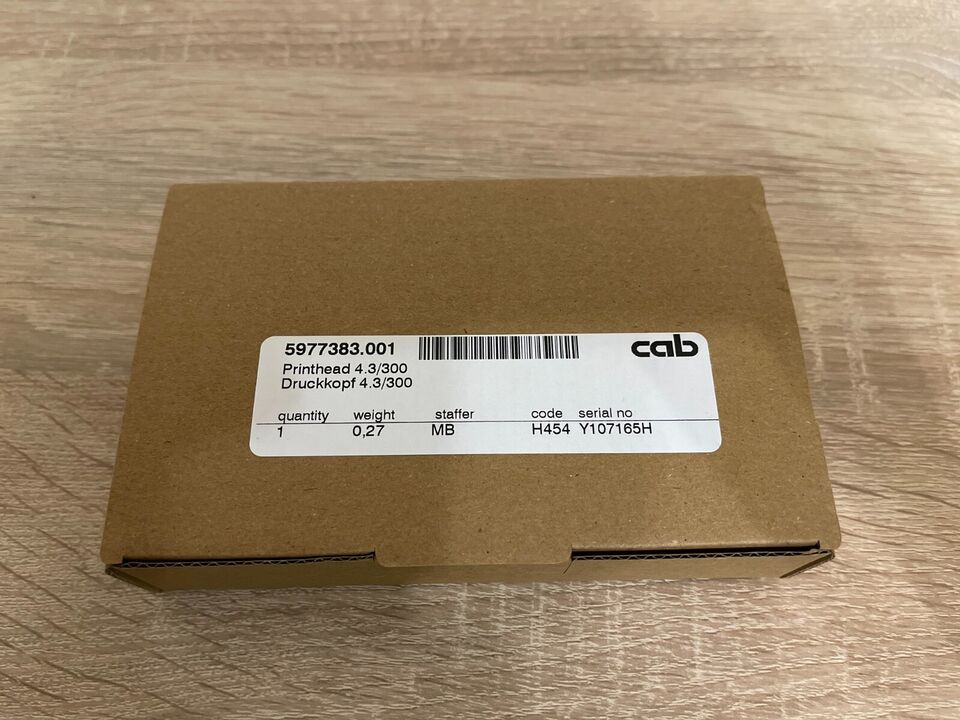 5977383.001 cab
Printhead 4.3/300
Druckkopf 4.3/300
quantity weight staffer code serial no
1 0,27 MB H454 Y107165H